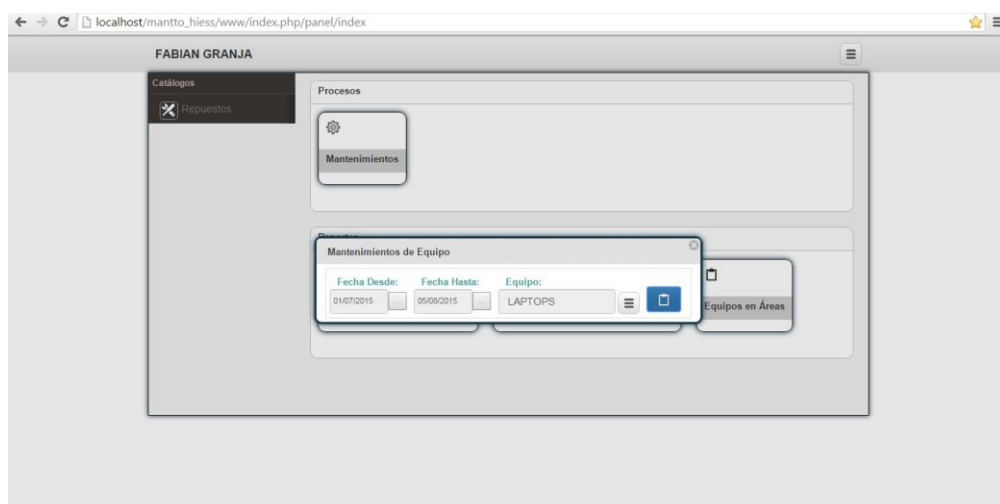 localhost/mantto_hiess/www/index.php/panel/index
FABIAN GRANJA
Catálogos
Repuestos
Procesos
Mantenimientos
Mantenimientos de Equipo
Fecha Desde: Fecha Hasta: Equipo:
01/07/2015 ... 05/08/2015 ... LAPTOPS
Equipos en Áreas